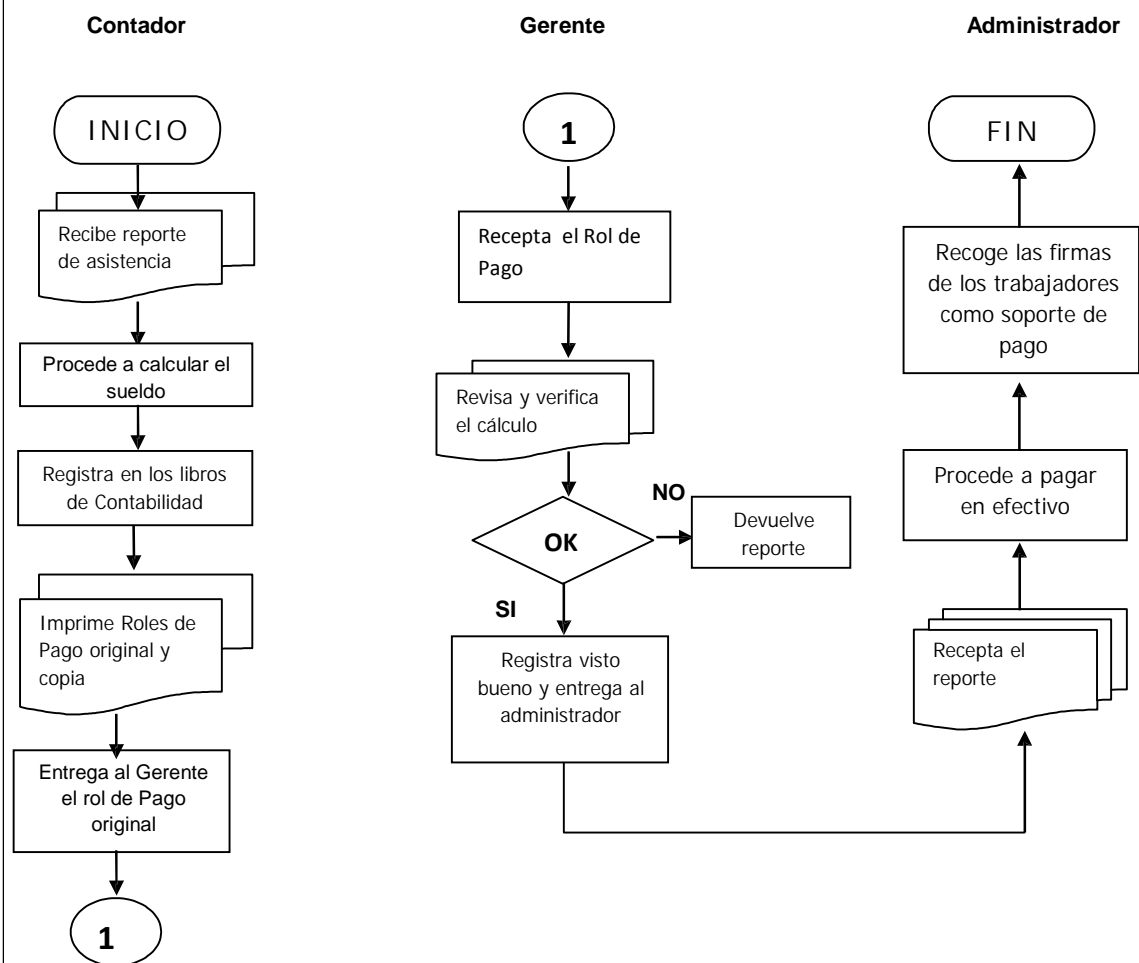 Contador
INICIO
Recibe reporte
de asistencia
Procede a calcular el
sueldo
Registra en los libros
de Contabilidad
Imprime Roles de
Pago original y
copia
Entrega al Gerente
el rol de Pago
original
1
Gerente
1
Recepta el Rol de
Pago
Revisa y verifica
el cálculo
OK
NO
Devuelve
reporte
SI
Registra visto
bueno y entrega al
administrador
Administrador
FIN
Recoge las firmas
de los trabajadores
como soporte de
pago
Procede a pagar
en efectivo
Recepta el
reporte